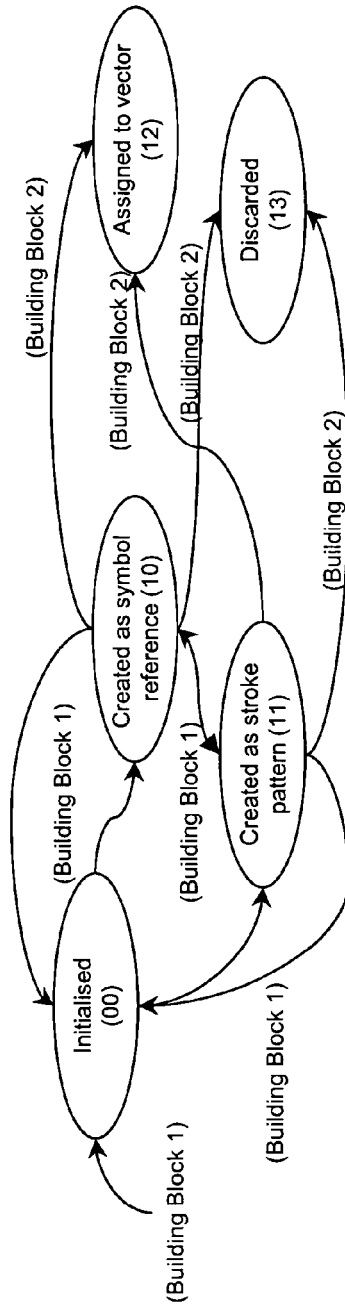 (Building Block 1)
Initialised
(00)
(Building Block 1)
Created as symbol
reference (10)
(Building Block 2)
Assigned to vector
(12)
(Building Block 2)
(Building Block 2)
(Building Block 1)
(Building Block 1)
Created as stroke
pattern (11)
Discarded
(13)
(Building Block 2)